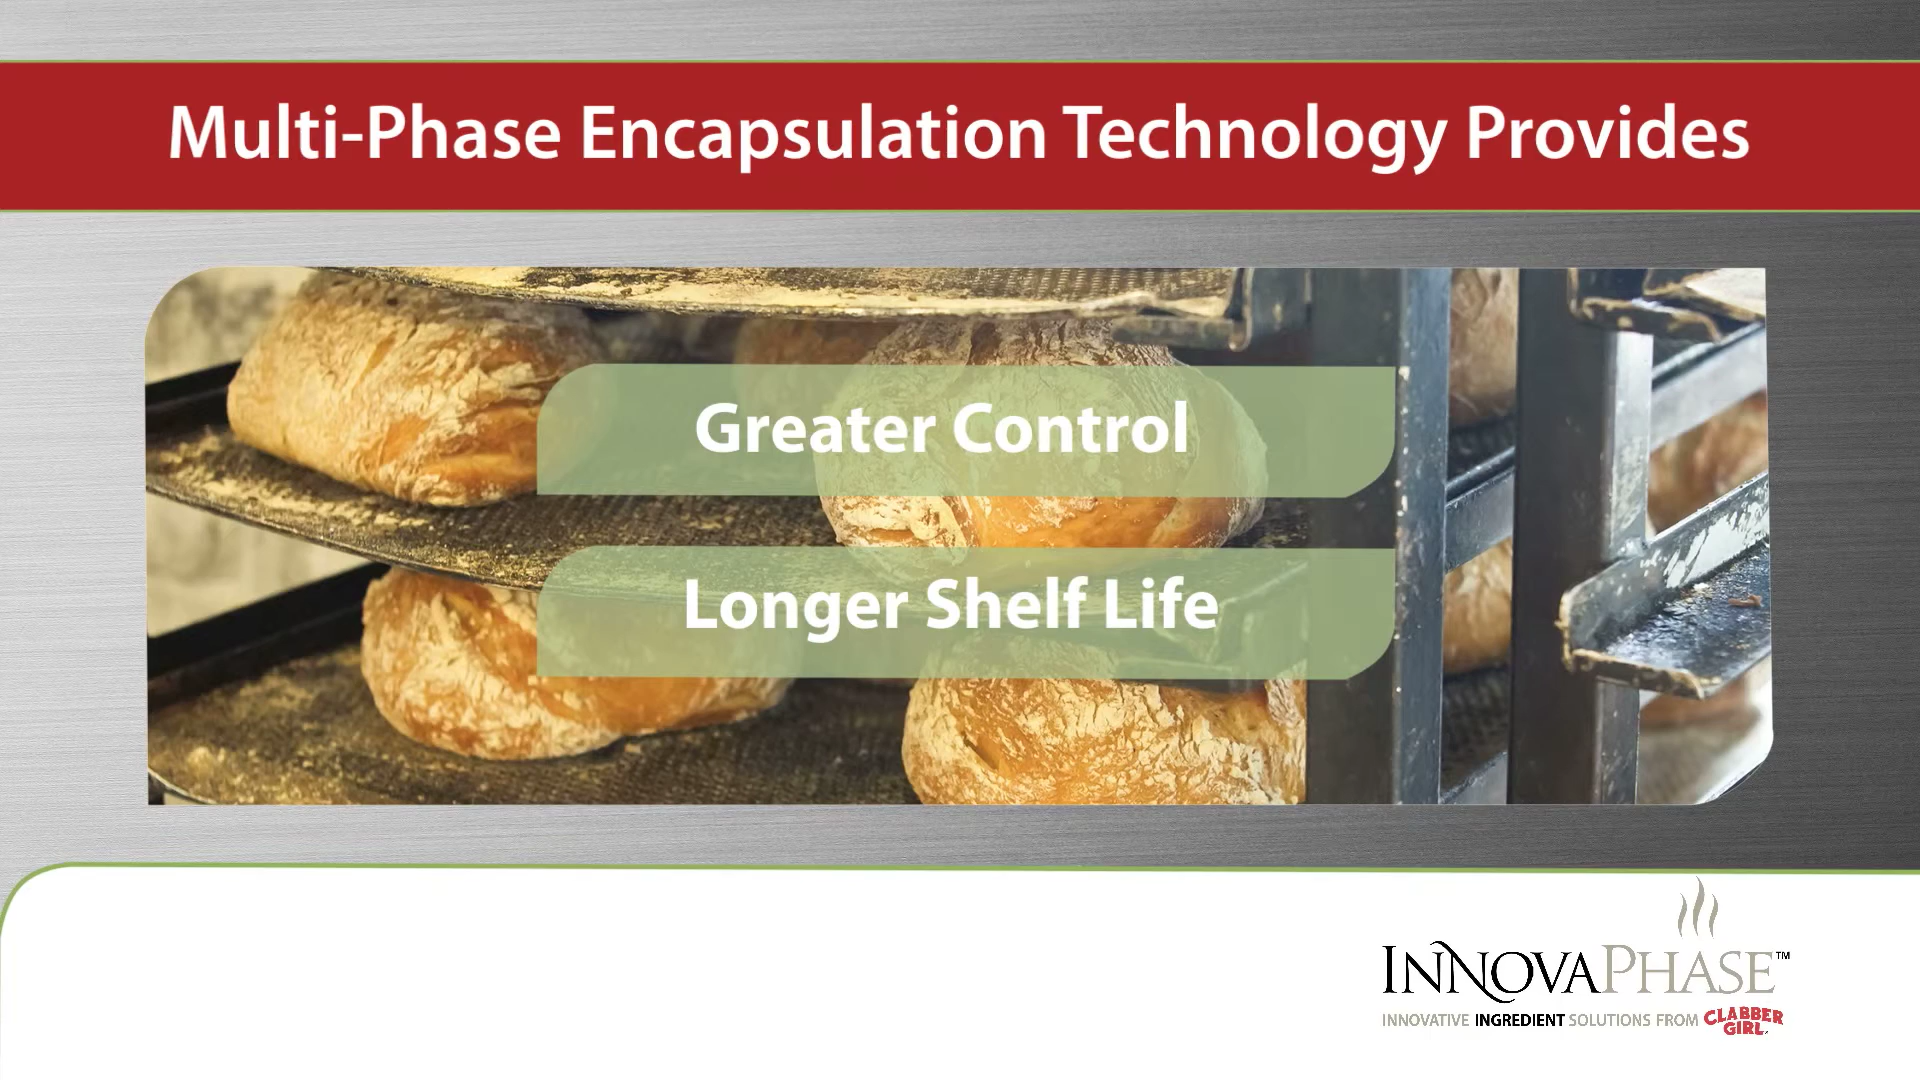 Multi-Phase Encapsulation Technology Provides
Greater Control
Longer Shelf Life
INNOVAPHASE™
INNOVATIVE INGREDIENT SOLUTIONS FROM CLABBER GIRL